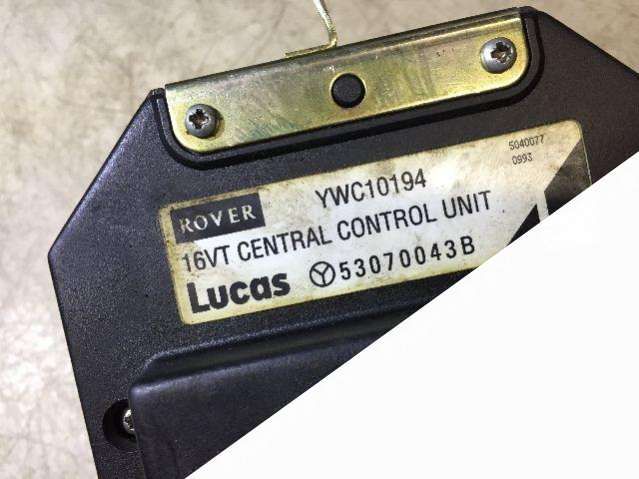 5040077
0993
ROVER YWC10194
16VT CENTRAL CONTROL UNIT
Lucas 53070043B